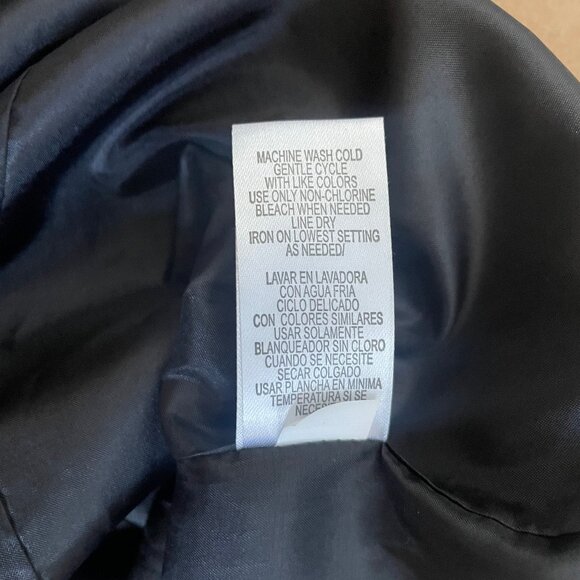 MACHINE WASH COLD
GENTLE CYCLE
WITH LIKE COLORS
USE ONLY NON-CHLORINE
BLEACH WHEN NEEDED
LINE DRY
IRON ON LOWEST SETTING
AS NEEDED/
LAVAR EN LAVADORA
CON AGUA FRIA
CICLO DELICADO
CON COLORES SIMILARES
USAR SOLAMENTE
BLANQUEADOR SIN CLORO
CUANDO SE NECESITE
SECAR COLGADO
USAR PLANCHA EN MINIMA
TEMPERATURA SI SE